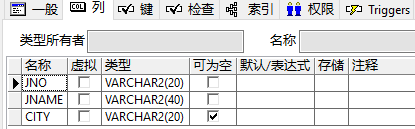 一般 COL 列 键 检查 索引 权限 Triggers
类型所有者 名称
名称 虚拟 类型 可为空 默认/表达式 存储 注释
JNO VARCHAR2(20)
JNAME VARCHAR2(40)
CITY VARCHAR2(20)